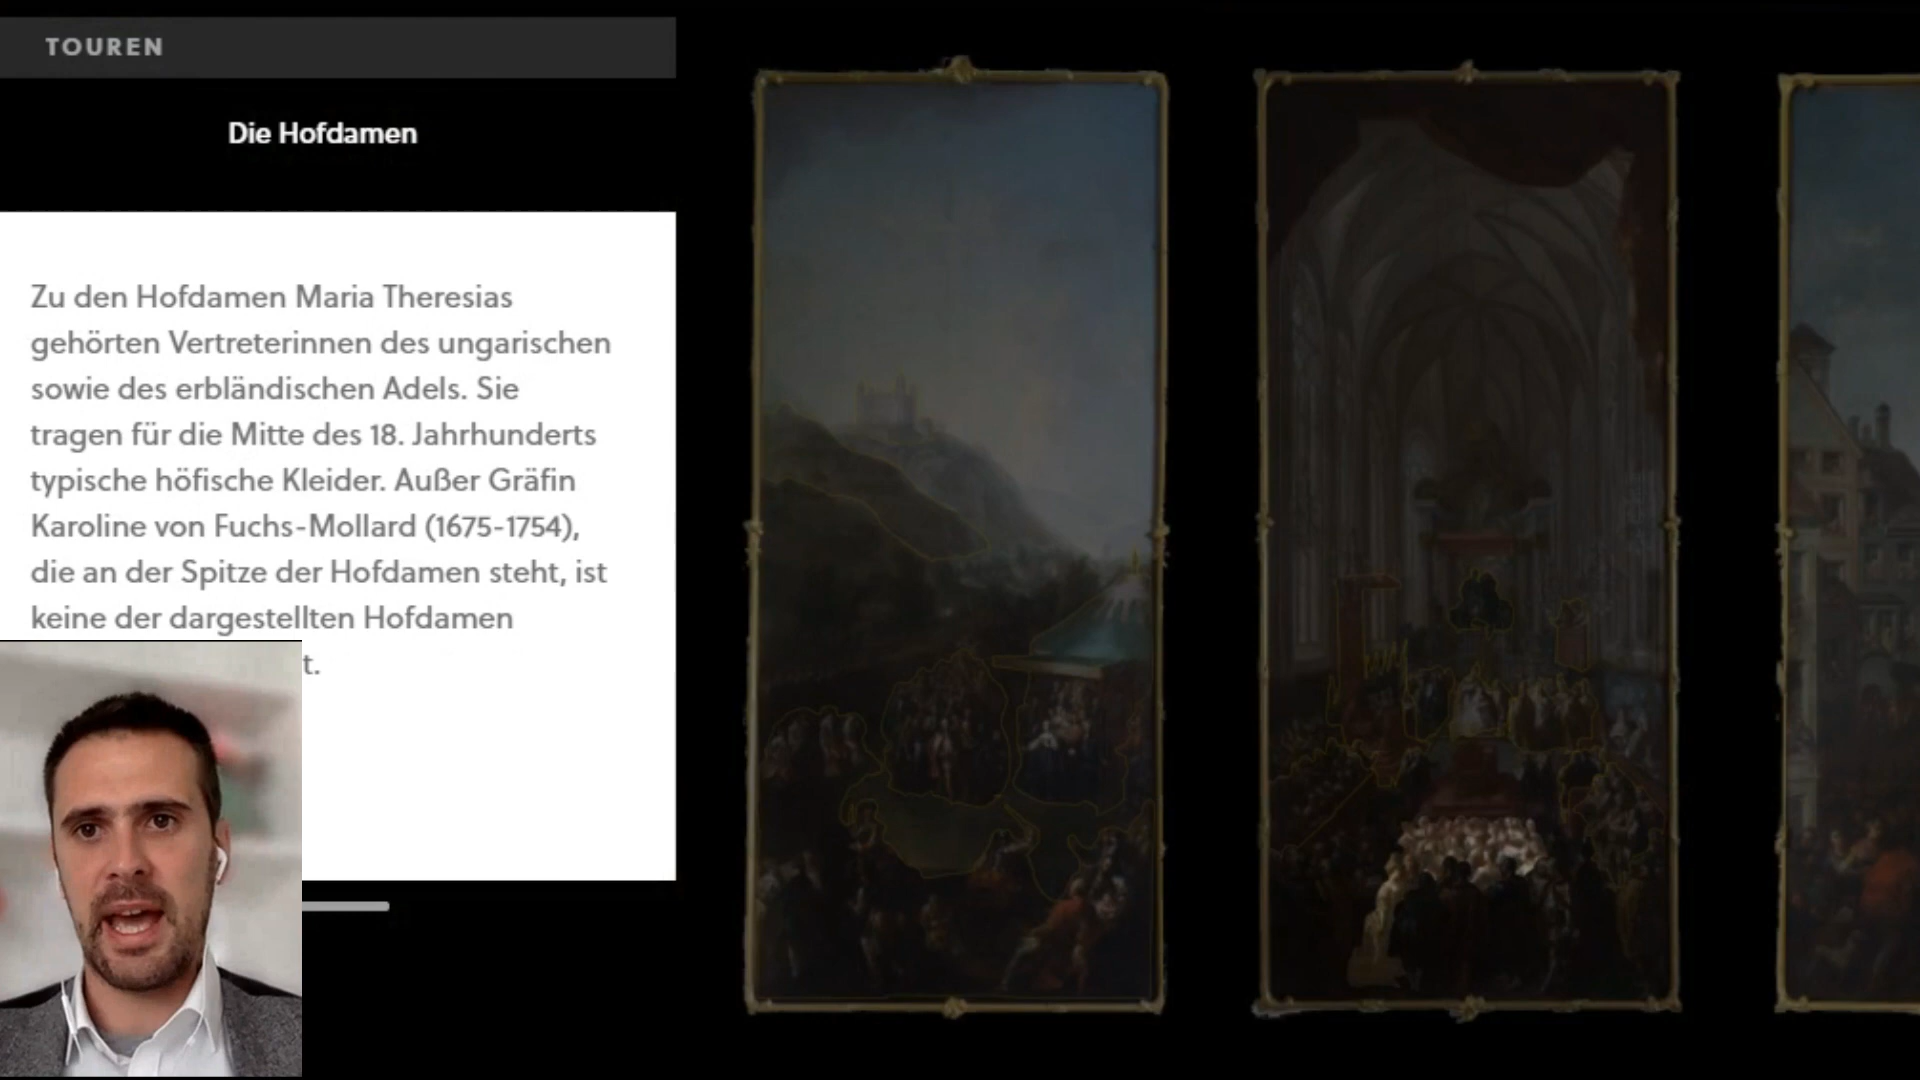 TOUREN
Die Hofdamen
Zu den Hofdamen Maria Theresias
gehörten Vertreterinnen des ungarischen
sowie des erbländischen Adels. Sie
tragen für die Mitte des 18. Jahrhunderts
typische höfische Kleider. Außer Gräfin
Karoline von Fuchs-Mollard (1675-1754),
die an der Spitze der Hofdamen steht, ist
keine der dargestellten Hofdamen
t.